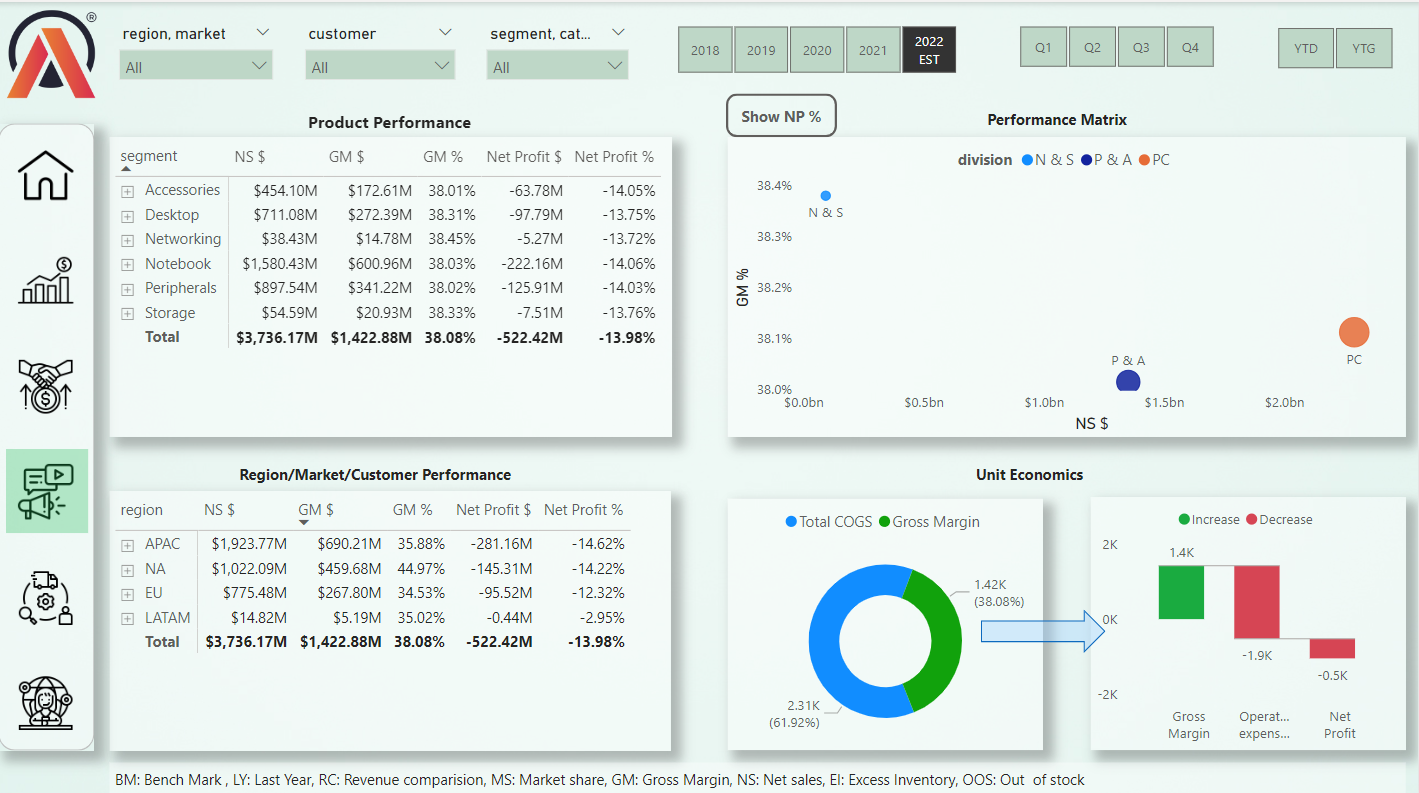 ®
region, market
customer
segment, cat...
All
All
All
2018
2019
2020
2021
2022
EST
Q1
Q2
Q3
Q4
YTD
YTG
Product Performance
segment NS $ GM $ GM % Net Profit $ Net Profit %
Accessories $454.10M $172.61M 38.01% -63.78M -14.05%
Desktop $711.08M $272.39M 38.31% -97.79M -13.75%
Networking $38.43M $14.78M 38.45% -5.27M -13.72%
Notebook $1,580.43M $600.96M 38.03% -222.16M -14.06%
Peripherals $897.54M $341.22M 38.02% -125.91M -14.03%
Storage $54.59M $20.93M 38.33% -7.51M -13.76%
Total $3,736.17M $1,422.88M 38.08% -522.42M -13.98%
Show NP %
Performance Matrix
division N & S P & A PC
GM %
38.4%
38.3%
38.2%
38.1%
38.0%
N & S
P & A
PC
$0.0bn $0.5bn $1.0bn $1.5bn $2.0bn
NS $
Region/Market/Customer Performance
region NS $ GM $ GM % Net Profit $ Net Profit %
APAC $1,923.77M $690.21M 35.88% -281.16M -14.62%
NA $1,022.09M $459.68M 44.97% -145.31M -14.22%
EU $775.48M $267.80M 34.53% -95.52M -12.32%
LATAM $14.82M $5.19M 35.02% -0.44M -2.95%
Total $3,736.17M $1,422.88M 38.08% -522.42M -13.98%
Unit Economics
Total COGS Gross Margin
1.42K
(38.08%)
2.31K
(61.92%)
Increase Decrease
2K
0K
-2K
1.4K
-1.9K
-0.5K
Gross
Margin
Operat...
expens...
Net
Profit
BM: Bench Mark , LY: Last Year, RC: Revenue comparision, MS: Market share, GM: Gross Margin, NS: Net sales, EI: Excess Inventory, OOS: Out of stock